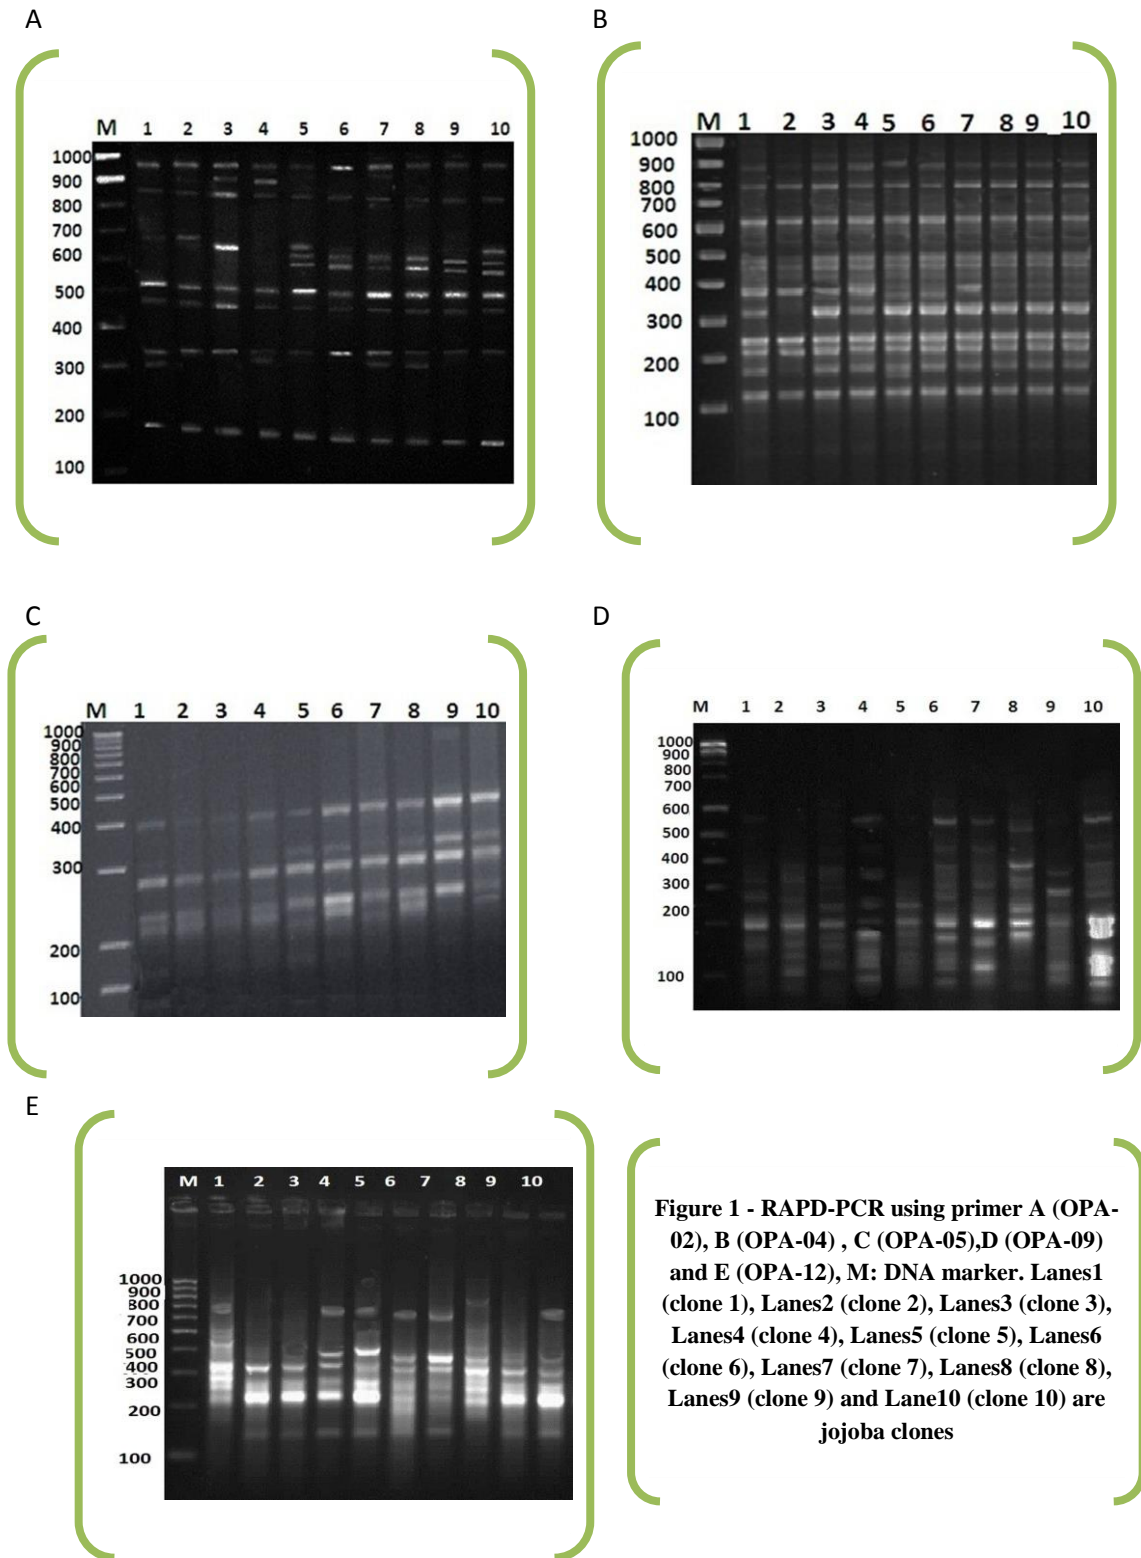 A
M 1 2 3 4 5 6 7 8 9 10
1000
900
800
700
600
500
400
300
200
100
B
M 1 2 3 4 5 6 7 8 9 10
1000
900
800
700
600
500
400
300
200
100
C
M 1 2 3 4 5 6 7 8 9 10
1000
900
800
700
600
500
400
300
200
100
D
M 1 2 3 4 5 6 7 8 9 10
1000
900
800
700
600
500
400
300
200
100
E
M 1 2 3 4 5 6 7 8 9 10
1000
900
800
700
600
500
400
300
200
100
Figure 1 - RAPD-PCR using primer A (OPA-
02), B (OPA-04) , C (OPA-05),D (OPA-09)
and E (OPA-12), M: DNA marker. Lanes1
(clone 1), Lanes2 (clone 2), Lanes3 (clone 3),
Lanes4 (clone 4), Lanes5 (clone 5), Lanes6
(clone 6), Lanes7 (clone 7), Lanes8 (clone 8),
Lanes9 (clone 9) and Lane10 (clone 10) are
jojoba clones